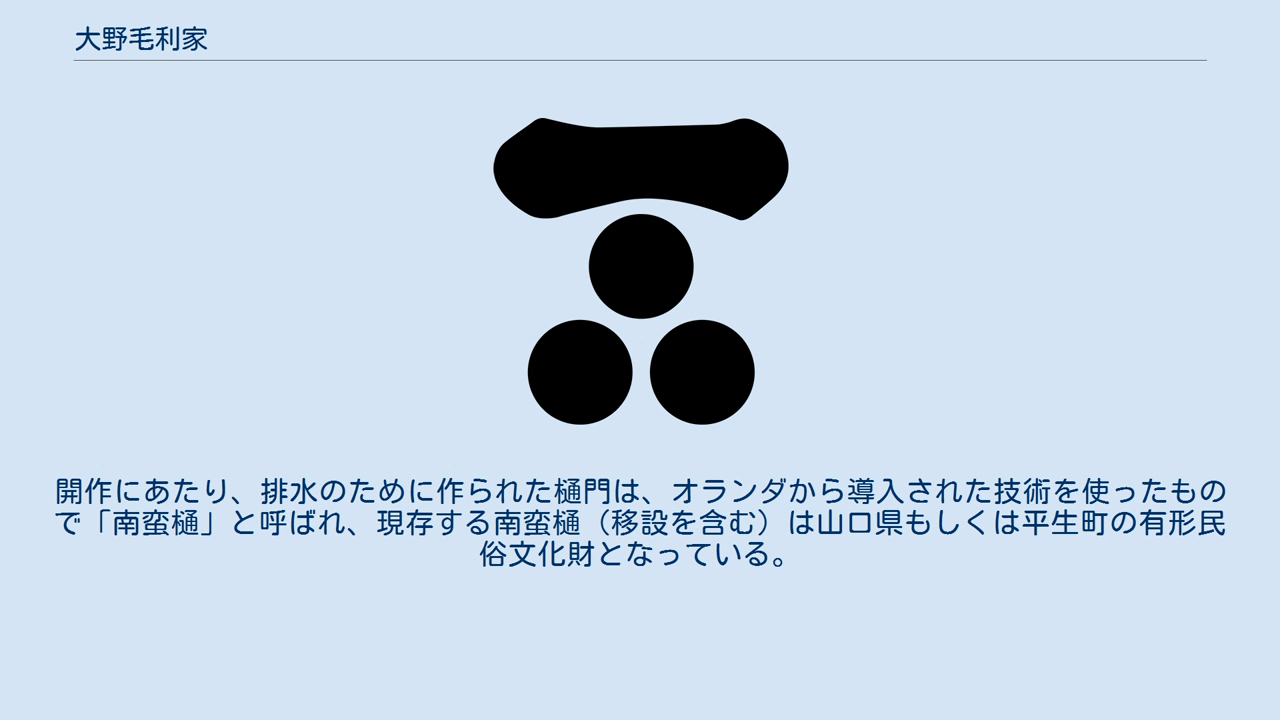 大野毛利家
開作にあたり、排水のために作られた樋門は、オランダから導入された技術を使ったもの
で「南蛮樋」と呼ばれ、現存する南蛮樋（移設を含む）は山口県もしくは平生町の有形民
俗文化財となっている。